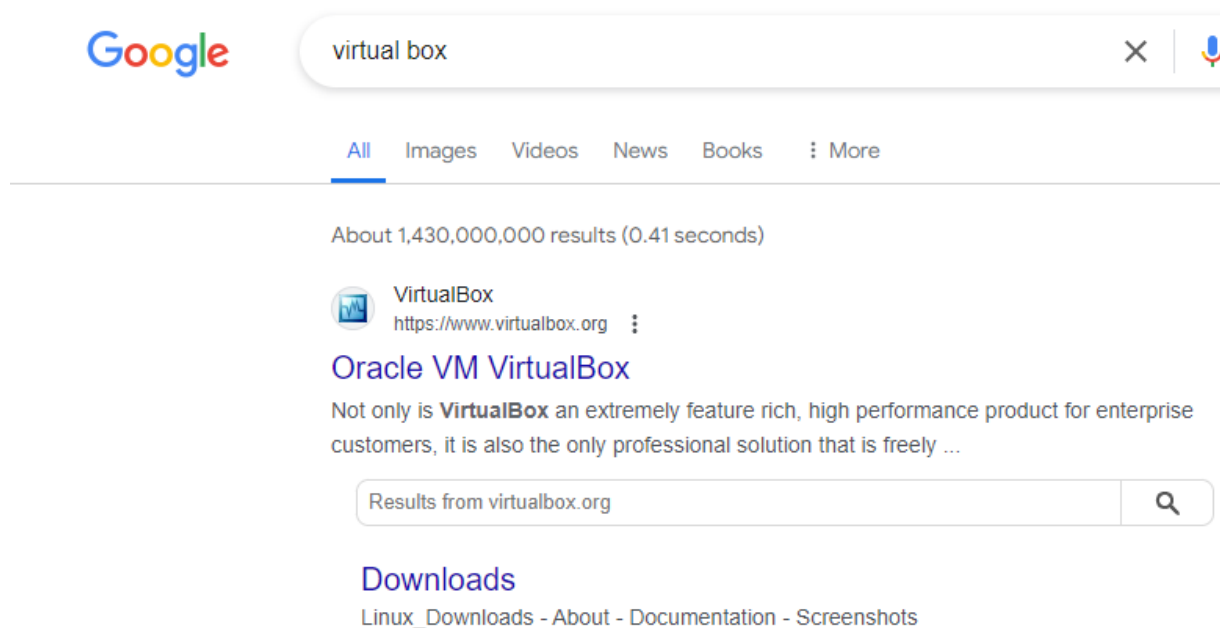 Google
virtual box
All Images Videos News Books More
About 1,430,000,000 results (0.41 seconds)
VirtualBox
https://www.virtualbox.org
Oracle VM VirtualBox
Not only is VirtualBox an extremely feature rich, high performance product for enterprise
customers, it is also the only professional solution that is freely ...
Results from virtualbox.org
Downloads
Linux_Downloads - About - Documentation - Screenshots